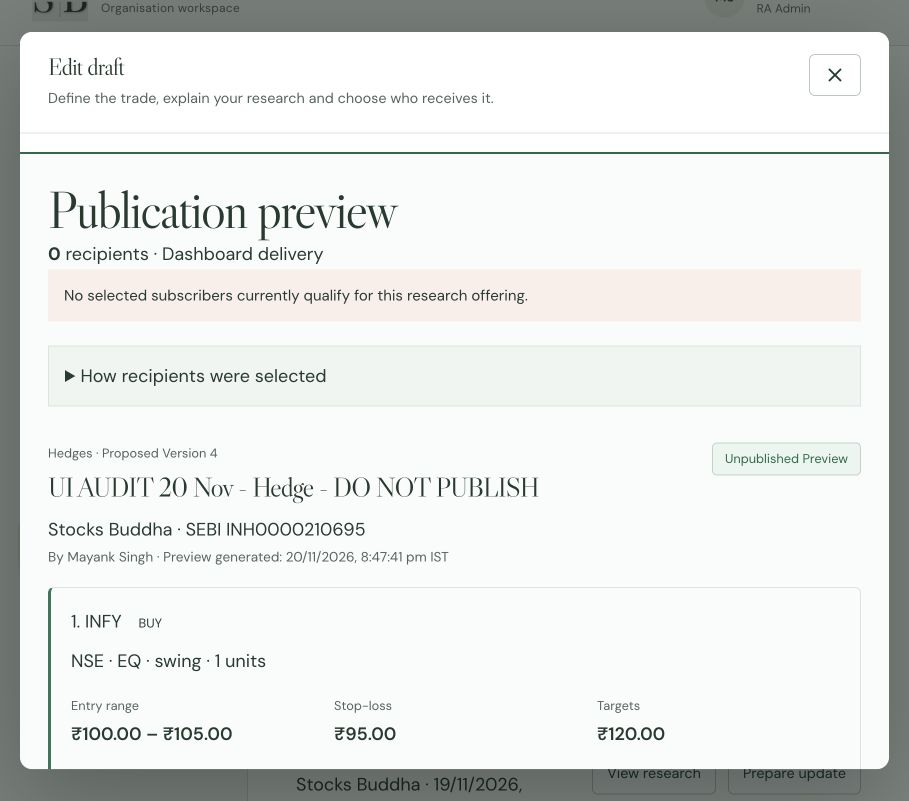 Organisation workspace
RA Admin
Edit draft
Define the trade, explain your research and choose who receives it.
Publication preview
0 recipients · Dashboard delivery
No selected subscribers currently qualify for this research offering.
▶ How recipients were selected
Hedges · Proposed Version 4
Unpublished Preview
UI AUDIT 20 Nov - Hedge - DO NOT PUBLISH
Stocks Buddha · SEBI INH0000210695
By Mayank Singh · Preview generated: 20/11/2026, 8:47:41 pm IST
1. INFY BUY
NSE · EQ · swing · 1 units
Entry range Stop-loss Targets
₹100.00 – ₹105.00 ₹95.00 ₹120.00
Stocks Buddha · 19/11/2026, View research Prepare update